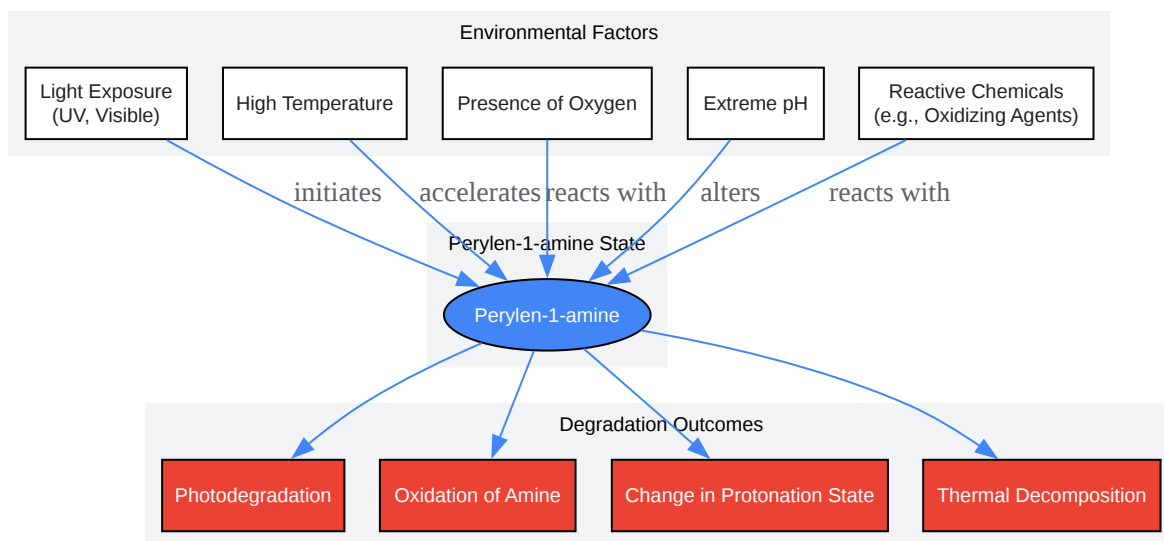 Environmental Factors
Light Exposure
(UV, Visible)
High Temperature
Presence of Oxygen
Extreme pH
Reactive Chemicals
(e.g., Oxidizing Agents)
initiates
accelerates
reacts with
alters
reacts with
Perylen-1-amine State
Perylen-1-amine
Degradation Outcomes
Photodegradation
Oxidation of Amine
Change in Protonation State
Thermal Decomposition